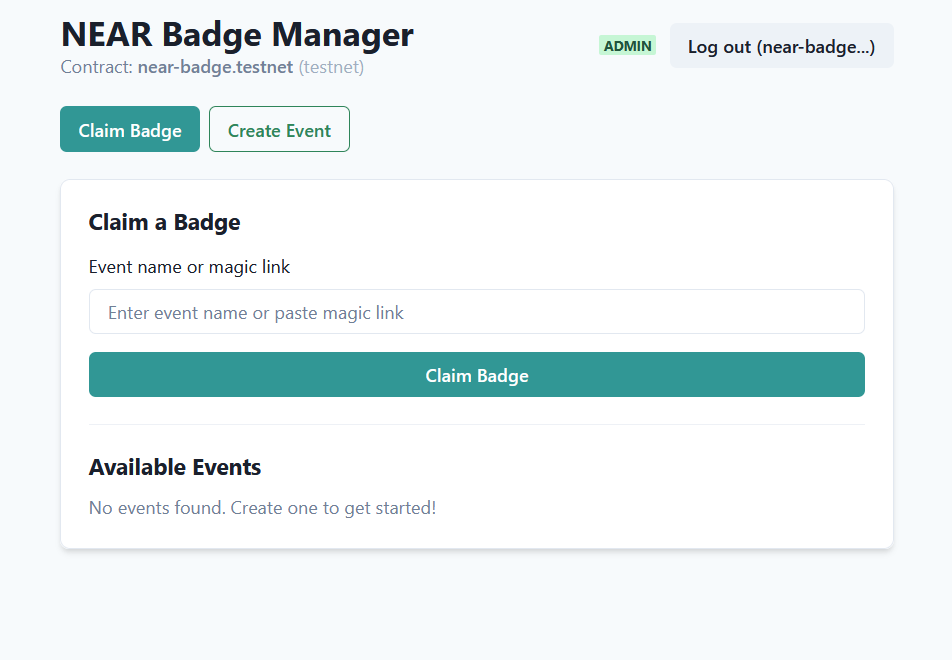 NEAR Badge Manager
Contract: near-badge.testnet (testnet)
ADMIN
Log out (near-badge...)
Claim Badge
Create Event
Claim a Badge
Event name or magic link
Enter event name or paste magic link
Claim Badge
Available Events
No events found. Create one to get started!